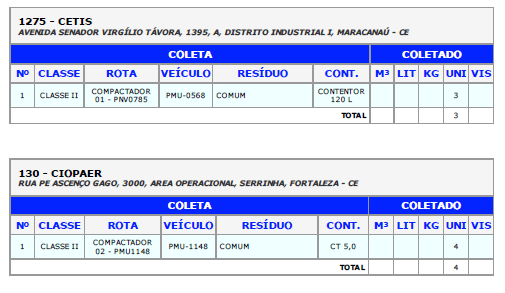 1275 - CETIS
AVENIDA SENADOR VIRGÍLIO TÁVORA, 1395, A, DISTRITO INDUSTRIAL I, MARACANAÚ - CE
COLETA COLETADO
Nº CLASSE ROTA VEÍCULO RESÍDUO CONT. M³ LIT KG UNI VIS
1 CLASSE II COMPACTADOR 01 - PNV0785 PMU-0568 COMUM CONTENTOR 120 L 3
TOTAL 3
130 - CIOPAER
RUA PE ASCENÇO GAGO, 3000, AREA OPERACIONAL, SERRINHA, FORTALEZA - CE
COLETA COLETADO
Nº CLASSE ROTA VEÍCULO RESÍDUO CONT. M³ LIT KG UNI VIS
1 CLASSE II COMPACTADOR 02 - PMU1148 PMU-1148 COMUM CT 5,0 4
TOTAL 4